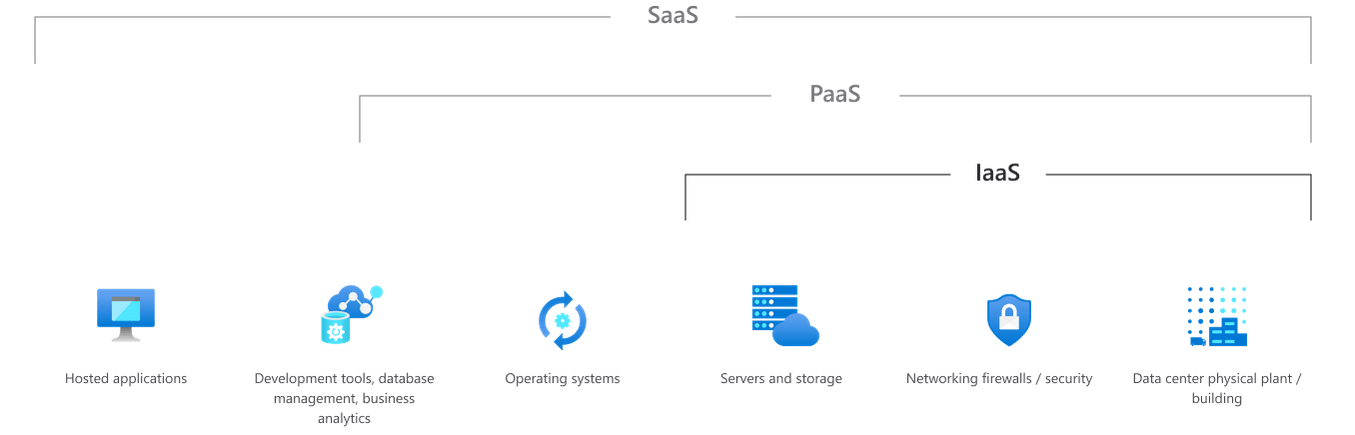 SaaS
PaaS
IaaS
Hosted applications
Development tools, database
management, business
analytics
Operating systems
Servers and storage
Networking firewalls / security
Data center physical plant /
building